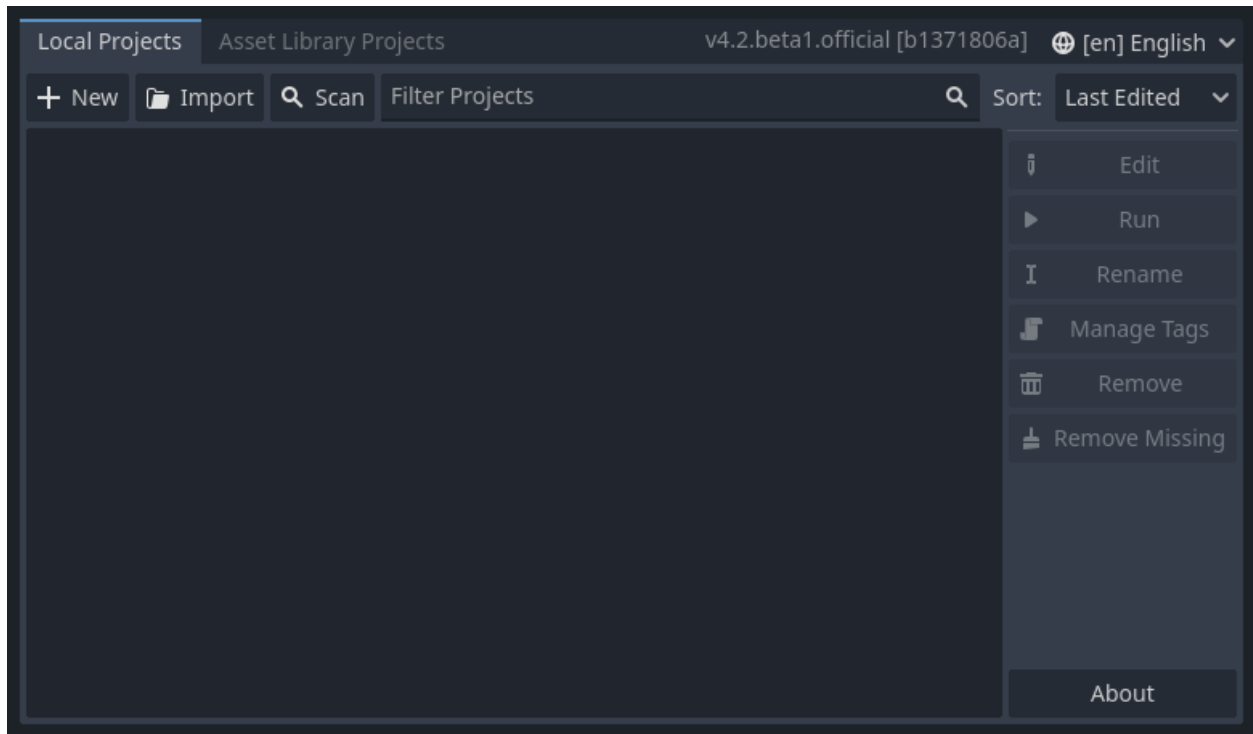 Local Projects Asset Library Projects v4.2.beta1.official [b1371806a] [en] English
New Import Scan Filter Projects Sort: Last Edited
Edit
Run
Rename
Manage Tags
Remove
Remove Missing
About